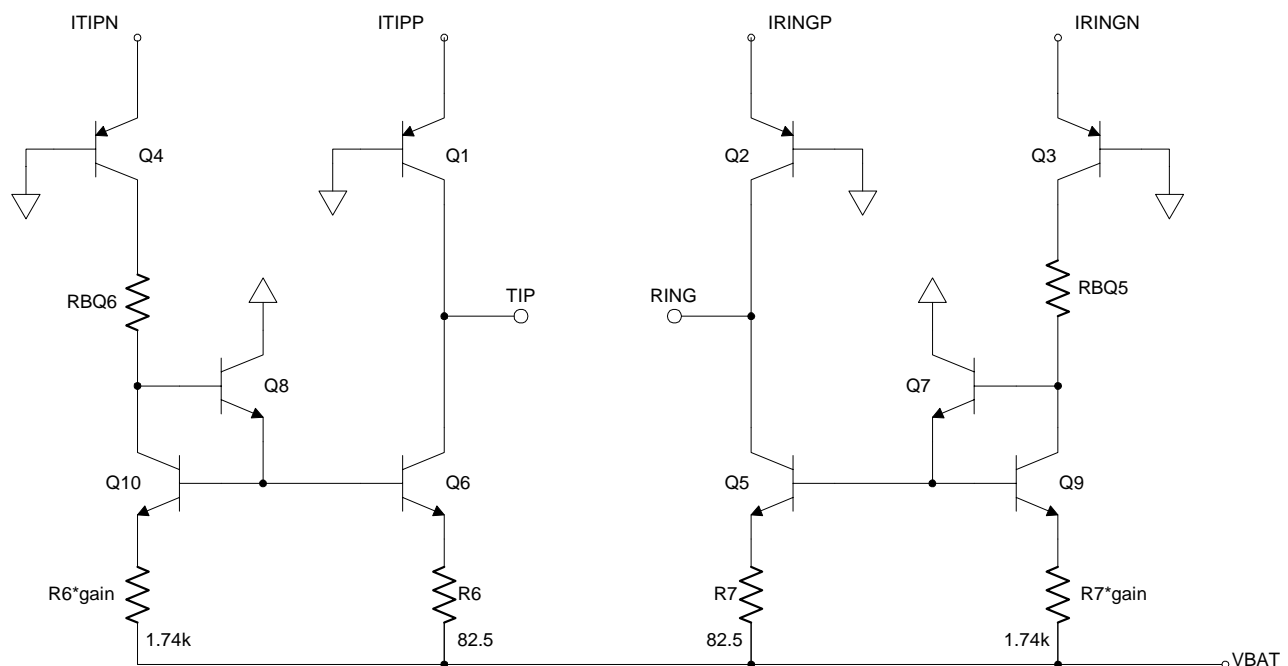 ITIPN
ITIPP
IRINGP
IRINGN
Q4
Q1
Q2
Q3
RBQ6
TIP
RING
RBQ5
Q8
Q7
Q10
Q6
Q5
Q9
R6*gain
R6
R7
R7*gain
1.74k
82.5
82.5
1.74k
VBAT